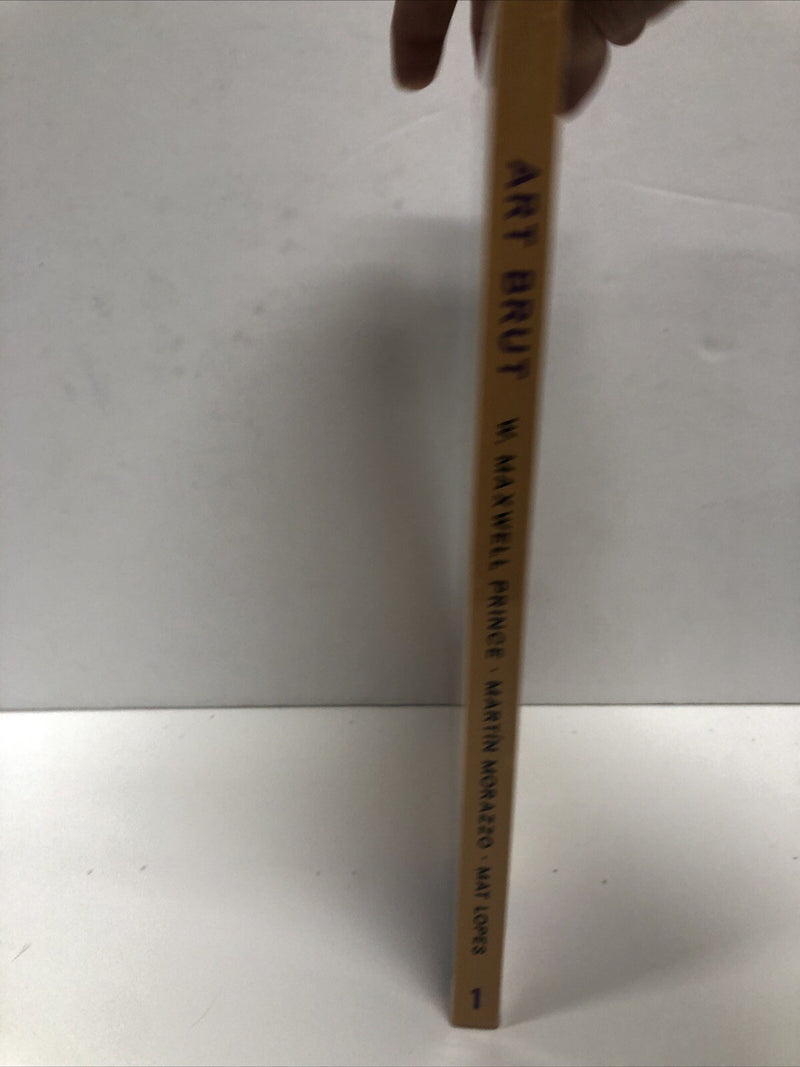 ART BRUT
W. MAXWELL PRINCE · MARTÍN MORAZZO · MAT LOPES
1